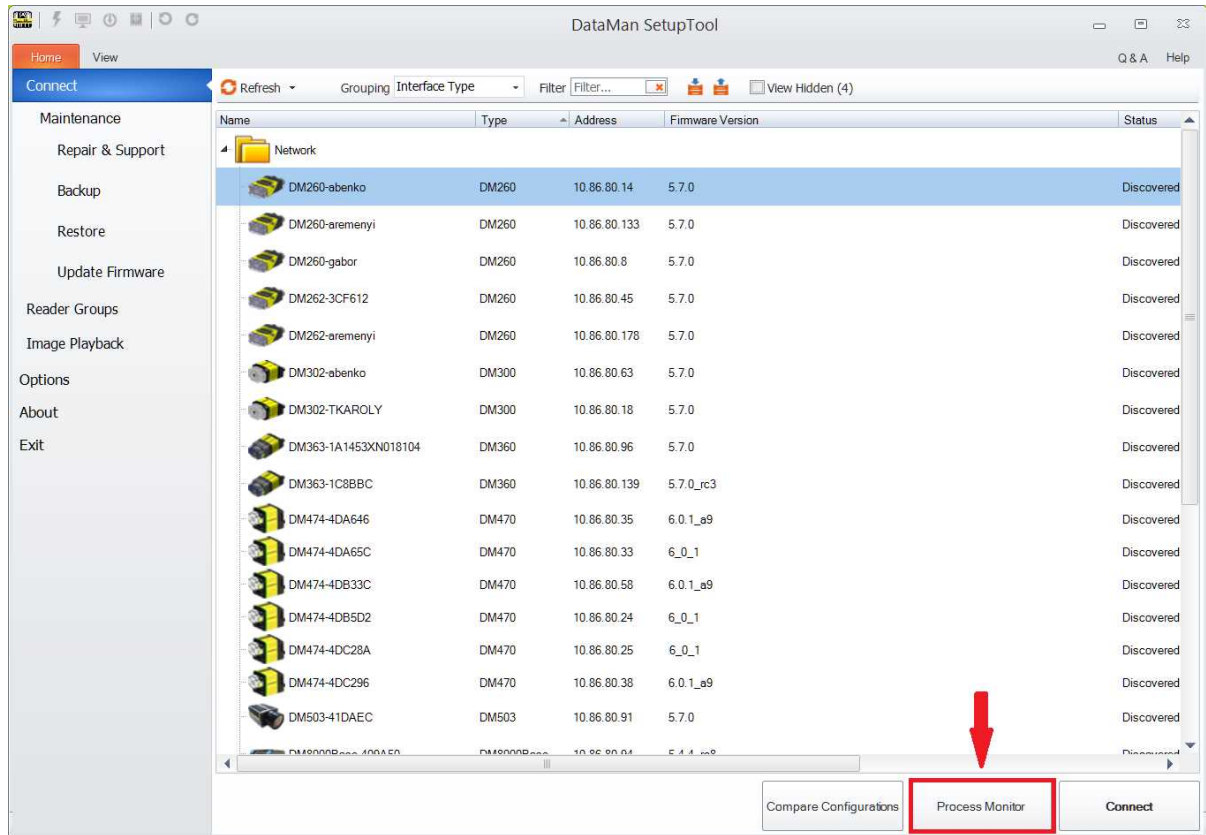 DataMan SetupTool
Home View Q & A Help
Connect
Maintenance
Repair & Support
Backup
Restore
Update Firmware
Reader Groups
Image Playback
Options
About
Exit
Refresh Grouping Interface Type Filter Filter... View Hidden (4)
Name Type Address Firmware Version Status
Network
DM260-abenko DM260 10.86.80.14 5.7.0 Discovered
DM260-aremenyi DM260 10.86.80.133 5.7.0 Discovered
DM260-gabor DM260 10.86.80.8 5.7.0 Discovered
DM262-3CF612 DM260 10.86.80.45 5.7.0 Discovered
DM262-aremenyi DM260 10.86.80.178 5.7.0 Discovered
DM302-abenko DM300 10.86.80.63 5.7.0 Discovered
DM302-TKAROLY DM300 10.86.80.18 5.7.0 Discovered
DM363-1A1453XN018104 DM360 10.86.80.96 5.7.0 Discovered
DM363-1C8BBC DM360 10.86.80.139 5.7.0_rc3 Discovered
DM474-4DA646 DM470 10.86.80.35 6.0.1_a9 Discovered
DM474-4DA65C DM470 10.86.80.33 6_0_1 Discovered
DM474-4DB33C DM470 10.86.80.58 6.0.1_a9 Discovered
DM474-4DB5D2 DM470 10.86.80.24 6_0_1 Discovered
DM474-4DC28A DM470 10.86.80.25 6_0_1 Discovered
DM474-4DC296 DM470 10.86.80.38 6.0.1_a9 Discovered
DM503-41DAEC DM503 10.86.80.91 5.7.0 Discovered
Compare Configurations Process Monitor Connect